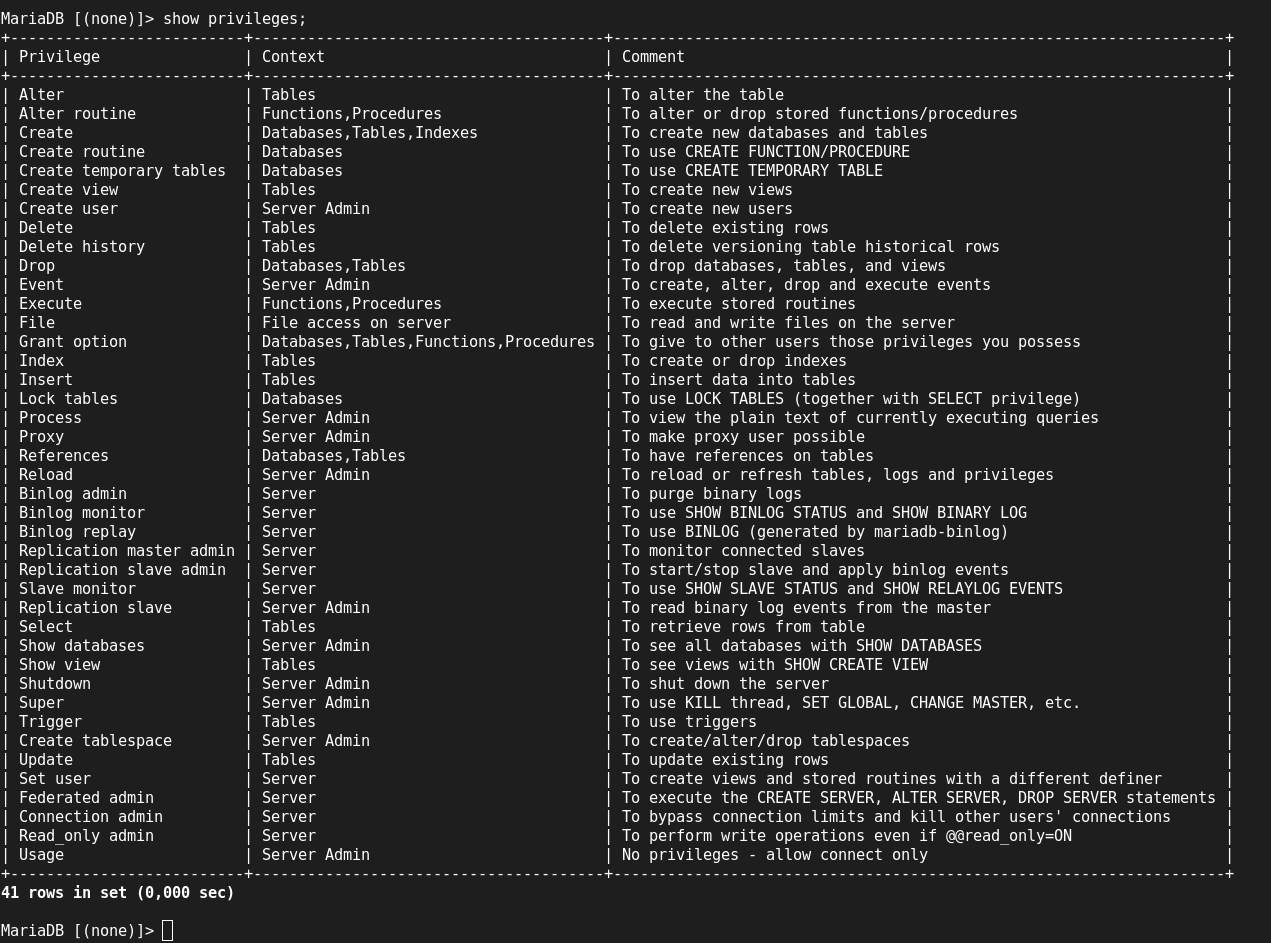 MariaDB [(none)]> show privileges;
+--------------------------+---------------------------------------+--------------------------------------------------------------------+
| Privilege                | Context                               | Comment                                                            |
+--------------------------+---------------------------------------+--------------------------------------------------------------------+
| Alter                    | Tables                                | To alter the table                                                 |
| Alter routine            | Functions,Procedures                  | To alter or drop stored functions/procedures                       |
| Create                   | Databases,Tables,Indexes              | To create new databases and tables                                 |
| Create routine           | Databases                             | To use CREATE FUNCTION/PROCEDURE                                   |
| Create temporary tables  | Databases                             | To use CREATE TEMPORARY TABLE                                      |
| Create view              | Tables                                | To create new views                                                |
| Create user              | Server Admin                          | To create new users                                                |
| Delete                   | Tables                                | To delete existing rows                                            |
| Delete history           | Tables                                | To delete versioning table historical rows                         |
| Drop                     | Databases,Tables                      | To drop databases, tables, and views                               |
| Event                    | Server Admin                          | To create, alter, drop and execute events                          |
| Execute                  | Functions,Procedures                  | To execute stored routines                                         |
| File                     | File access on server                 | To read and write files on the server                              |
| Grant option             | Databases,Tables,Functions,Procedures | To give to other users those privileges you possess                |
| Index                    | Tables                                | To create or drop indexes                                          |
| Insert                   | Tables                                | To insert data into tables                                         |
| Lock tables              | Databases                             | To use LOCK TABLES (together with SELECT privilege)                |
| Process                  | Server Admin                          | To view the plain text of currently executing queries              |
| Proxy                    | Server Admin                          | To make proxy user possible                                        |
| References               | Databases,Tables                      | To have references on tables                                       |
| Reload                   | Server Admin                          | To reload or refresh tables, logs and privileges                   |
| Binlog admin             | Server                                | To purge binary logs                                               |
| Binlog monitor           | Server                                | To use SHOW BINLOG STATUS and SHOW BINARY LOG                      |
| Binlog replay            | Server                                | To use BINLOG (generated by mariadb-binlog)                        |
| Replication master admin | Server                                | To monitor connected slaves                                        |
| Replication slave admin  | Server                                | To start/stop slave and apply binlog events                        |
| Slave monitor            | Server                                | To use SHOW SLAVE STATUS and SHOW RELAYLOG EVENTS                  |
| Replication slave        | Server Admin                          | To read binary log events from the master                          |
| Select                   | Tables                                | To retrieve rows from table                                        |
| Show databases           | Server Admin                          | To see all databases with SHOW DATABASES                           |
| Show view                | Tables                                | To see views with SHOW CREATE VIEW                                 |
| Shutdown                 | Server Admin                          | To shut down the server                                            |
| Super                    | Server Admin                          | To use KILL thread, SET GLOBAL, CHANGE MASTER, etc.                |
| Trigger                  | Tables                                | To use triggers                                                    |
| Create tablespace        | Server Admin                          | To create/alter/drop tablespaces                                   |
| Update                   | Tables                                | To update existing rows                                            |
| Set user                 | Server                                | To create views and stored routines with a different definer       |
| Federated admin          | Server                                | To execute the CREATE SERVER, ALTER SERVER, DROP SERVER statements |
| Connection admin         | Server                                | To bypass connection limits and kill other users' connections      |
| Read_only admin          | Server                                | To perform write operations even if @@read_only=ON                 |
| Usage                    | Server Admin                          | No privileges - allow connect only                                 |
+--------------------------+---------------------------------------+--------------------------------------------------------------------+
41 rows in set (0,000 sec)
MariaDB [(none)]>